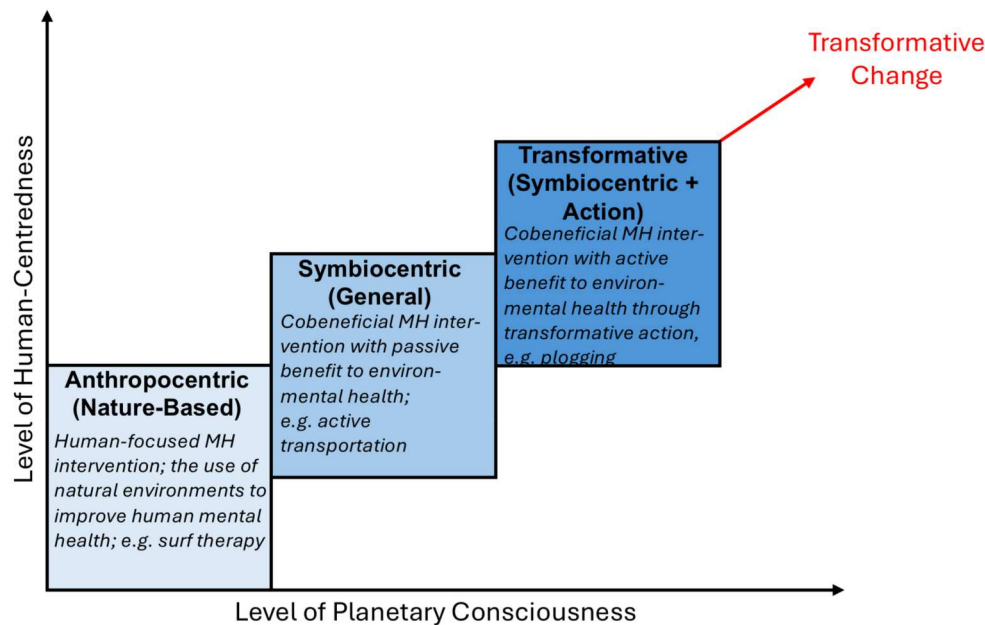 Transformative
Change
Level of Human-Centredness
Transformative
(Symbiocentric +
Action)
Cobeneficial MH inter-
vention with active
benefit to environ-
mental health through
transformative action,
e.g. plogging
Symbiocentric
(General)
Cobeneficial MH inter-
vention with passive
benefit to environ-
mental health;
e.g. active
transportation
Anthropocentric
(Nature-Based)
Human-focused MH
intervention; the use of
natural environments to
improve human mental
health; e.g. surf therapy
Level of Planetary Consciousness